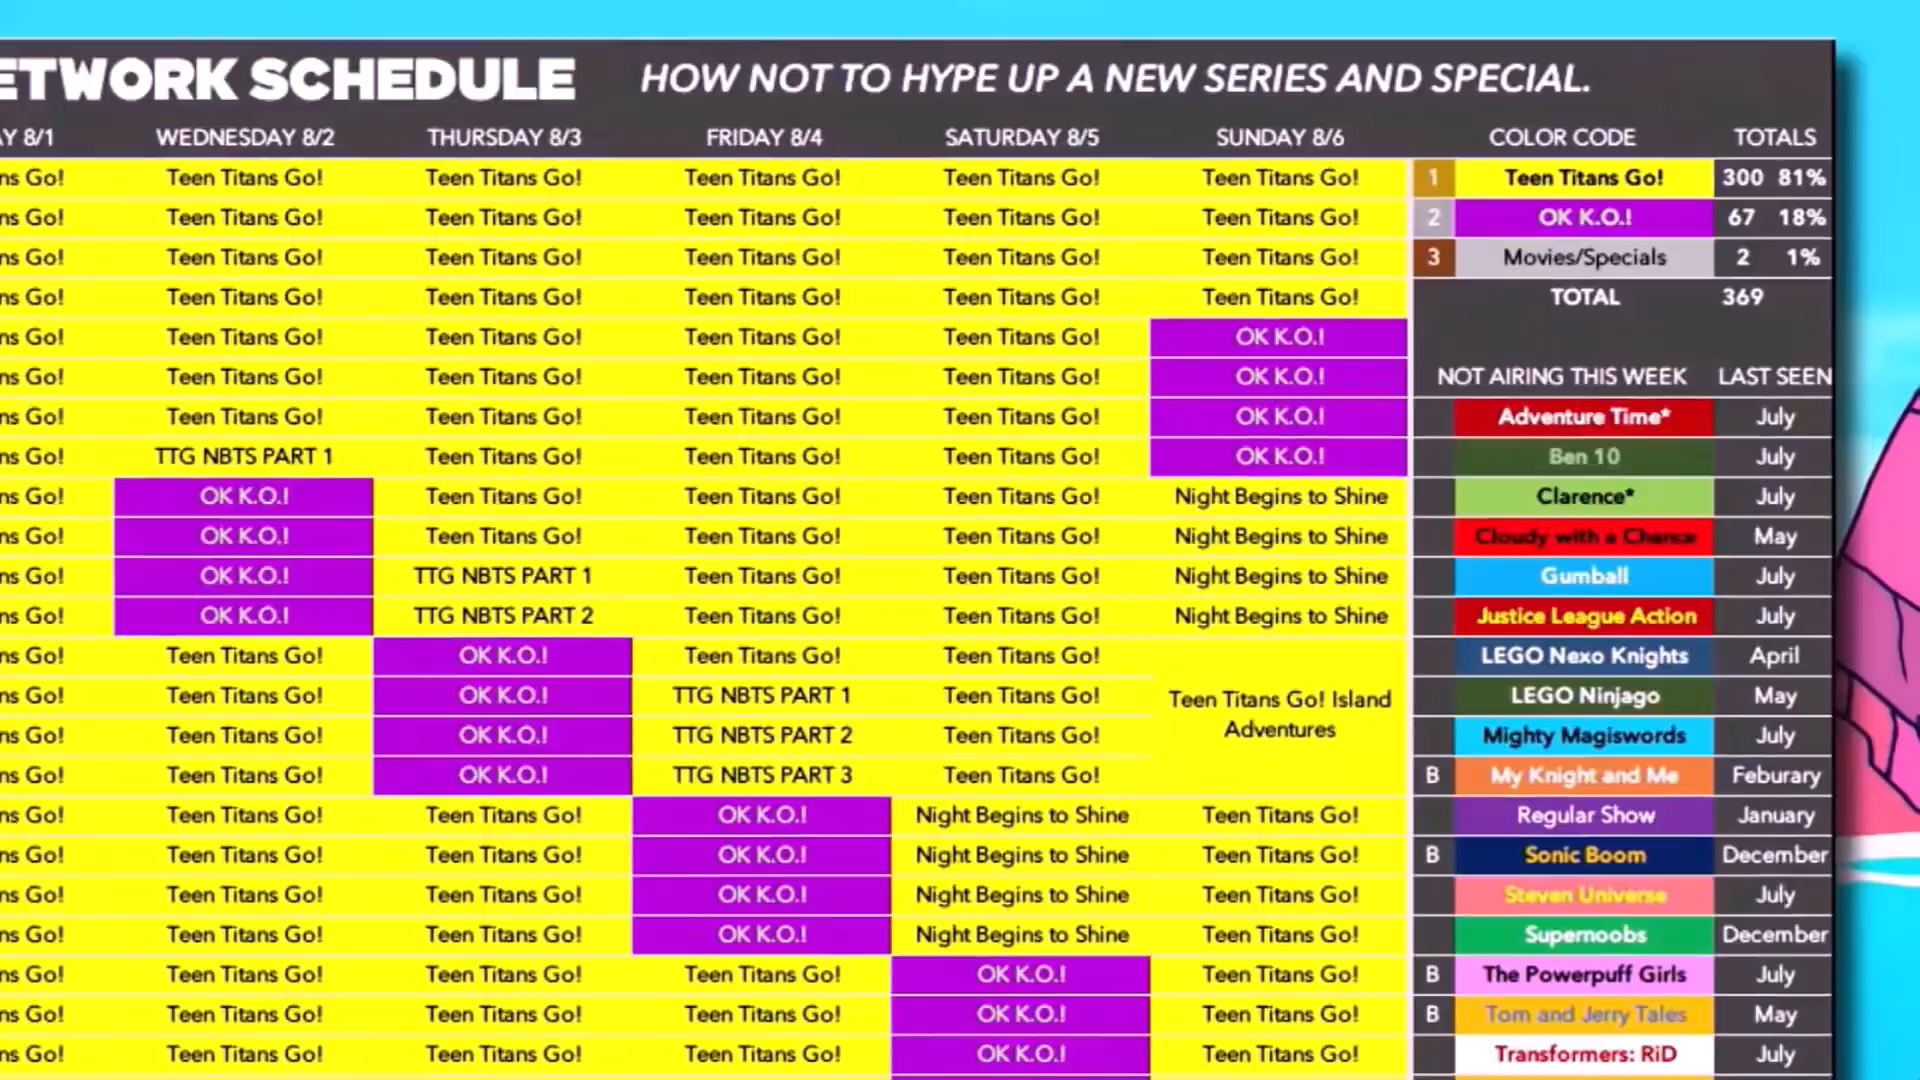 ETWORK SCHEDULE HOW NOT TO HYPE UP A NEW SERIES AND SPECIAL.
AY 8/1 WEDNESDAY 8/2 THURSDAY 8/3 FRIDAY 8/4 SATURDAY 8/5 SUNDAY 8/6 COLOR CODE TOTALS
ns Go! Teen Titans Go! Teen Titans Go! Teen Titans Go! Teen Titans Go! Teen Titans Go! 1 Teen Titans Go! 300 81%
ns Go! Teen Titans Go! Teen Titans Go! Teen Titans Go! Teen Titans Go! Teen Titans Go! 2 OK K.O.! 67 18%
ns Go! Teen Titans Go! Teen Titans Go! Teen Titans Go! Teen Titans Go! Teen Titans Go! 3 Movies/Specials 2 1%
ns Go! Teen Titans Go! Teen Titans Go! Teen Titans Go! Teen Titans Go! Teen Titans Go! TOTAL 369
ns Go! Teen Titans Go! Teen Titans Go! Teen Titans Go! Teen Titans Go! OK K.O.!
ns Go! Teen Titans Go! Teen Titans Go! Teen Titans Go! Teen Titans Go! OK K.O.! NOT AIRING THIS WEEK LAST SEEN
ns Go! Teen Titans Go! Teen Titans Go! Teen Titans Go! Teen Titans Go! OK K.O.! Adventure Time* July
ns Go! TTG NBTS PART 1 Teen Titans Go! Teen Titans Go! Teen Titans Go! OK K.O.! Ben 10 July
ns Go! OK K.O.! Teen Titans Go! Teen Titans Go! Teen Titans Go! Night Begins to Shine Clarence* July
ns Go! OK K.O.! Teen Titans Go! Teen Titans Go! Teen Titans Go! Night Begins to Shine Cloudy with a Chance May
ns Go! OK K.O.! TTG NBTS PART 1 Teen Titans Go! Teen Titans Go! Night Begins to Shine Gumball July
ns Go! OK K.O.! TTG NBTS PART 2 Teen Titans Go! Teen Titans Go! Night Begins to Shine Justice League Action July
ns Go! Teen Titans Go! OK K.O.! Teen Titans Go! Teen Titans Go! LEGO Nexo Knights April
ns Go! Teen Titans Go! OK K.O.! TTG NBTS PART 1 Teen Titans Go! Teen Titans Go! Island LEGO Ninjago May
ns Go! Teen Titans Go! OK K.O.! TTG NBTS PART 2 Teen Titans Go! Adventures Mighty Magiswords July
ns Go! Teen Titans Go! OK K.O.! TTG NBTS PART 3 Teen Titans Go! B My Knight and Me Feburary
ns Go! Teen Titans Go! Teen Titans Go! OK K.O.! Night Begins to Shine Teen Titans Go! Regular Show January
ns Go! Teen Titans Go! Teen Titans Go! OK K.O.! Night Begins to Shine Teen Titans Go! B Sonic Boom December
ns Go! Teen Titans Go! Teen Titans Go! OK K.O.! Night Begins to Shine Teen Titans Go! Steven Universe July
ns Go! Teen Titans Go! Teen Titans Go! OK K.O.! Night Begins to Shine Teen Titans Go! Supernoobs December
ns Go! Teen Titans Go! Teen Titans Go! Teen Titans Go! OK K.O.! Teen Titans Go! B The Powerpuff Girls July
ns Go! Teen Titans Go! Teen Titans Go! Teen Titans Go! OK K.O.! Teen Titans Go! B Tom and Jerry Tales May
ns Go! Teen Titans Go! Teen Titans Go! Teen Titans Go! OK K.O.! Teen Titans Go! Transformers: RiD July